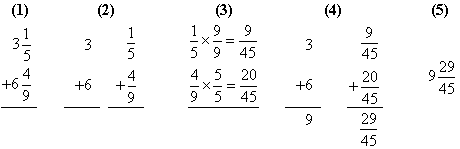 (1) (2) (3) (4) (5)
3 1/5 3 1/5 1/5 × 9/9 = 9/45 3 9/45
+6 4/9 +6 +4/9 4/9 × 5/5 = 20/45 +6 +20/45 9 29/45
9 29/45